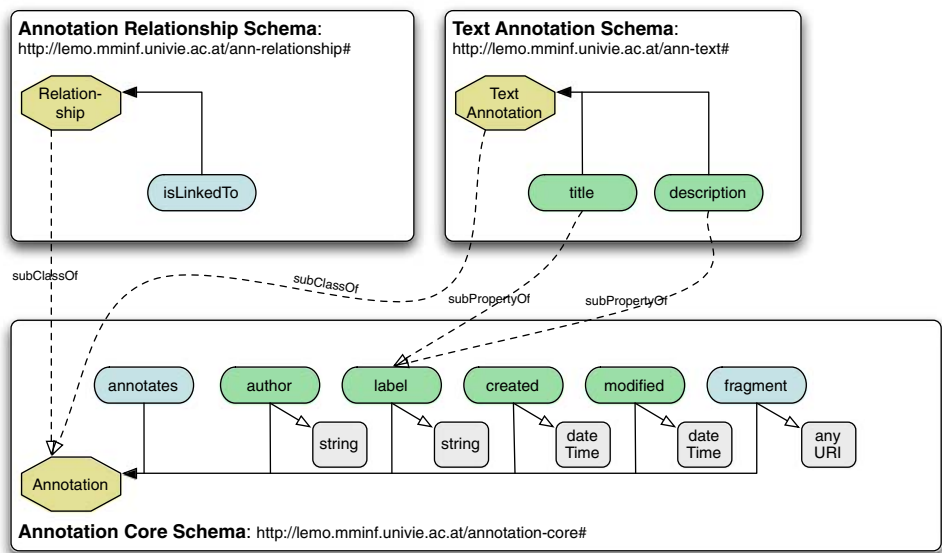 Annotation Relationship Schema:
http://lemo.mminf.univie.ac.at/ann-relationship#
Relation-
ship
isLinkedTo
Text Annotation Schema:
http://lemo.mminf.univie.ac.at/ann-text#
Text
Annotation
title
description
subClassOf
subClassOf
subPropertyOf
subPropertyOf
annotates
author
label
created
modified
fragment
string
string
date
Time
date
Time
any
URI
Annotation
Annotation Core Schema: http://lemo.mminf.univie.ac.at/annotation-core#